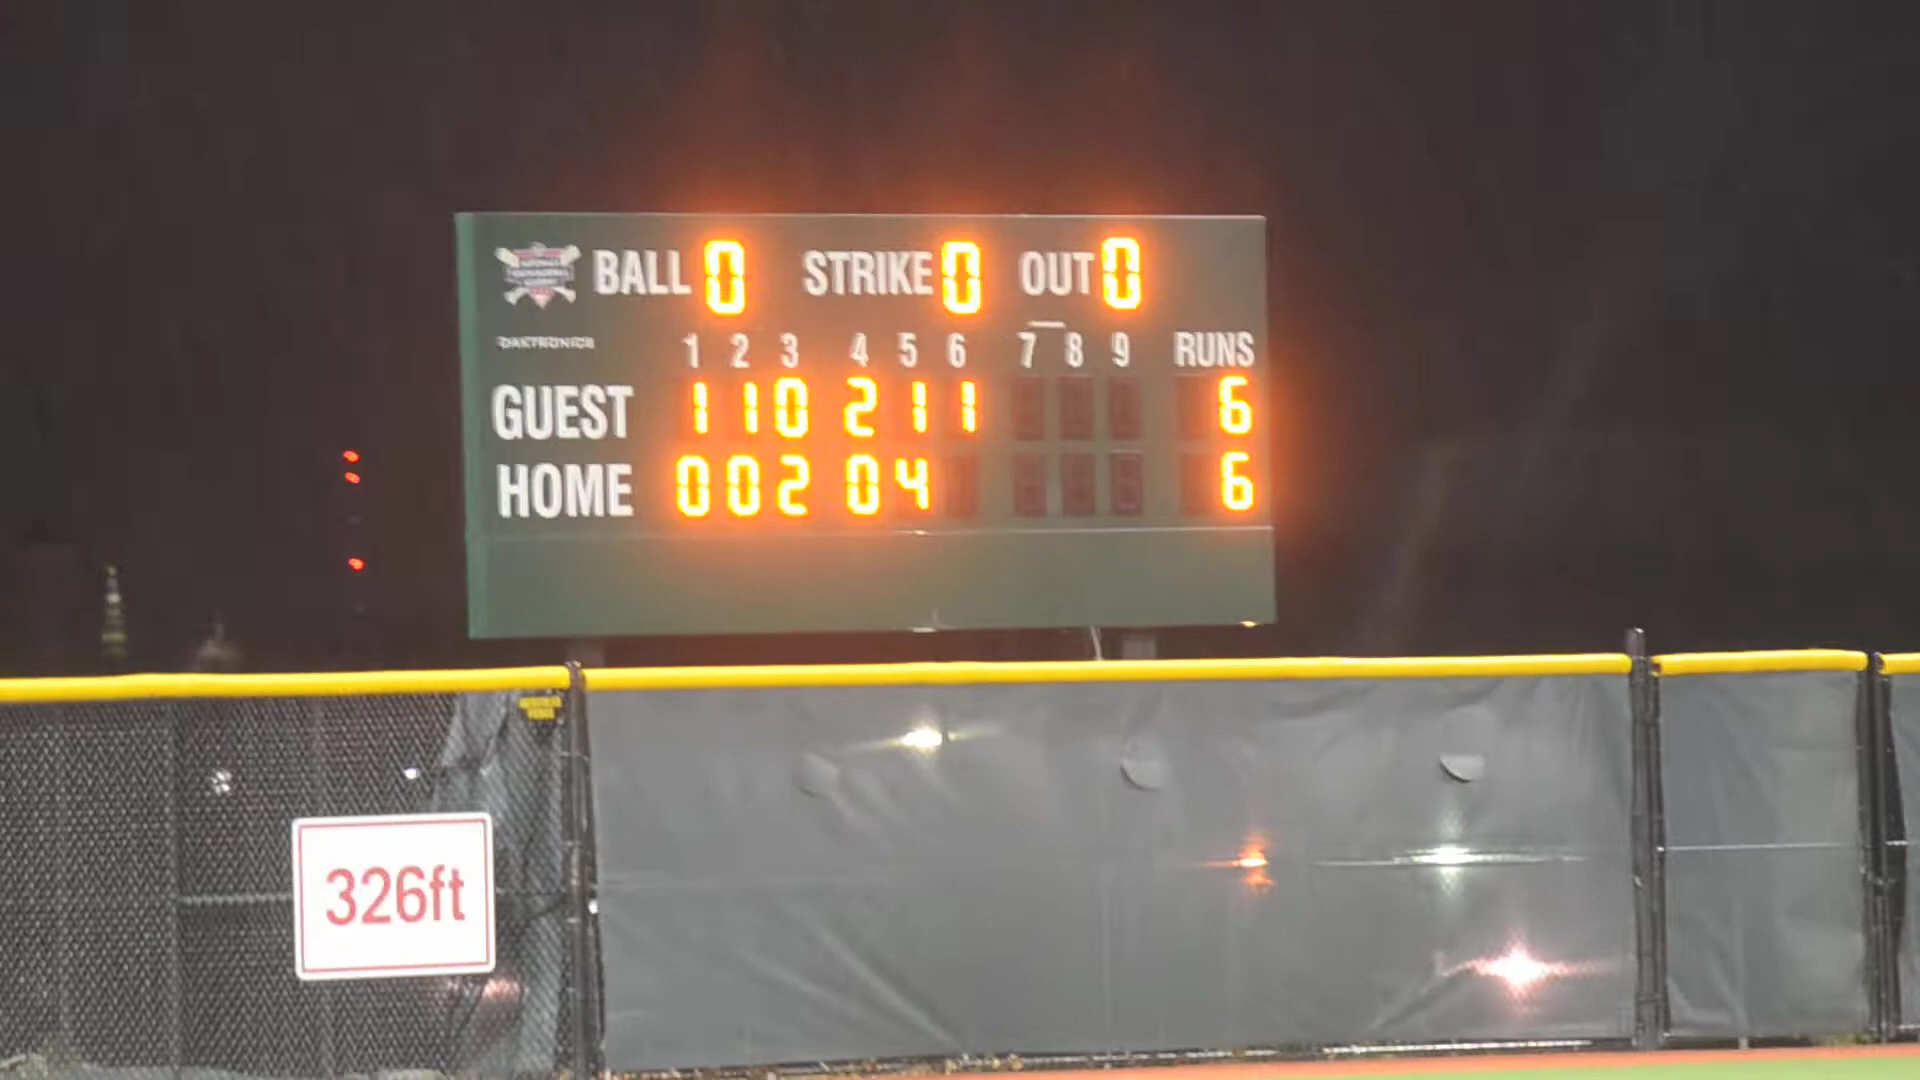 BALL 0 STRIKE 0 OUT 0
DAKTRONICS
1 2 3 4 5 6 7 8 9 RUNS
GUEST 1 1 0 2 1 1 6
HOME 0 0 2 0 4 6
326ft